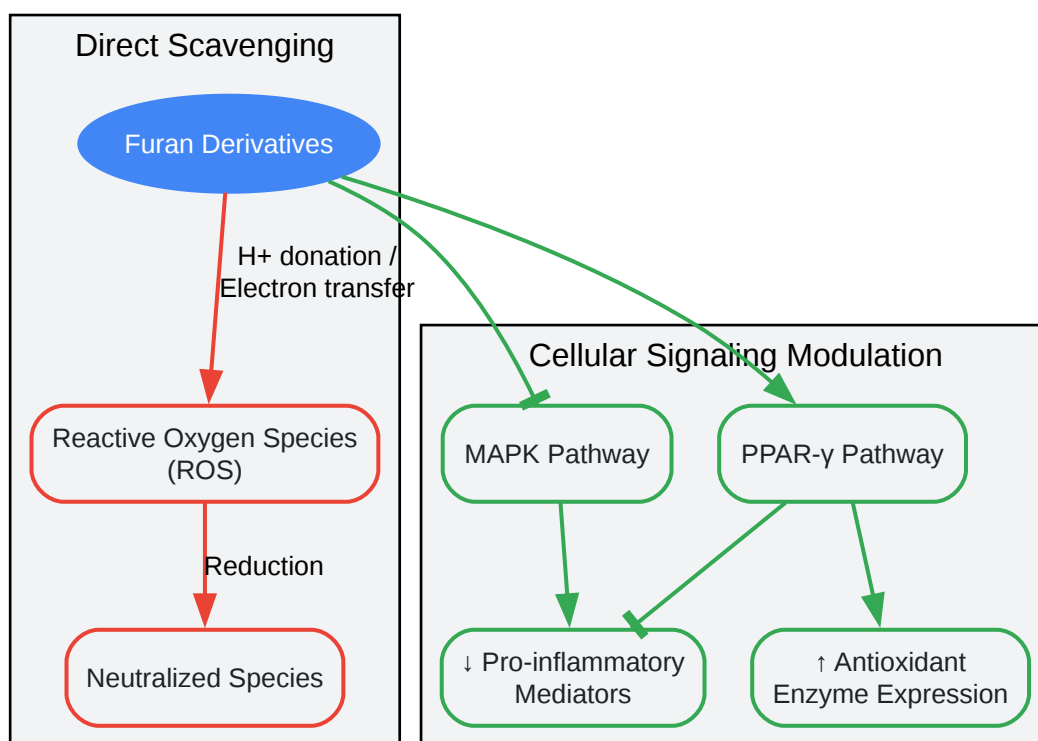 Direct Scavenging
Furan Derivatives
H+ donation /
Electron transfer
Reactive Oxygen Species
(ROS)
Reduction
Neutralized Species
Cellular Signaling Modulation
MAPK Pathway
PPAR-γ Pathway
↓ Pro-inflammatory
Mediators
↑ Antioxidant
Enzyme Expression